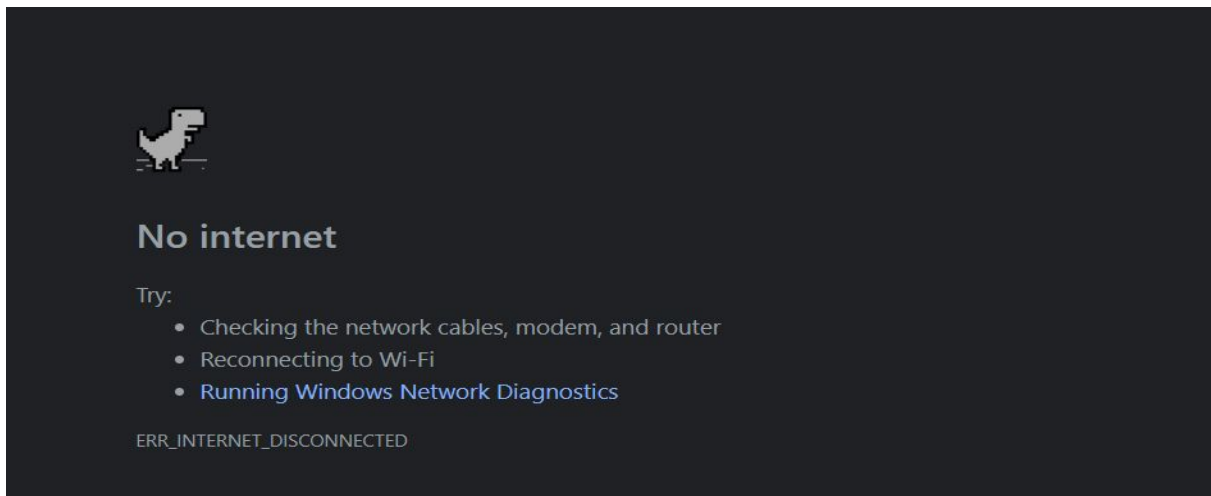 No internet
Try:
• Checking the network cables, modem, and router
• Reconnecting to Wi-Fi
• Running Windows Network Diagnostics
ERR_INTERNET_DISCONNECTED